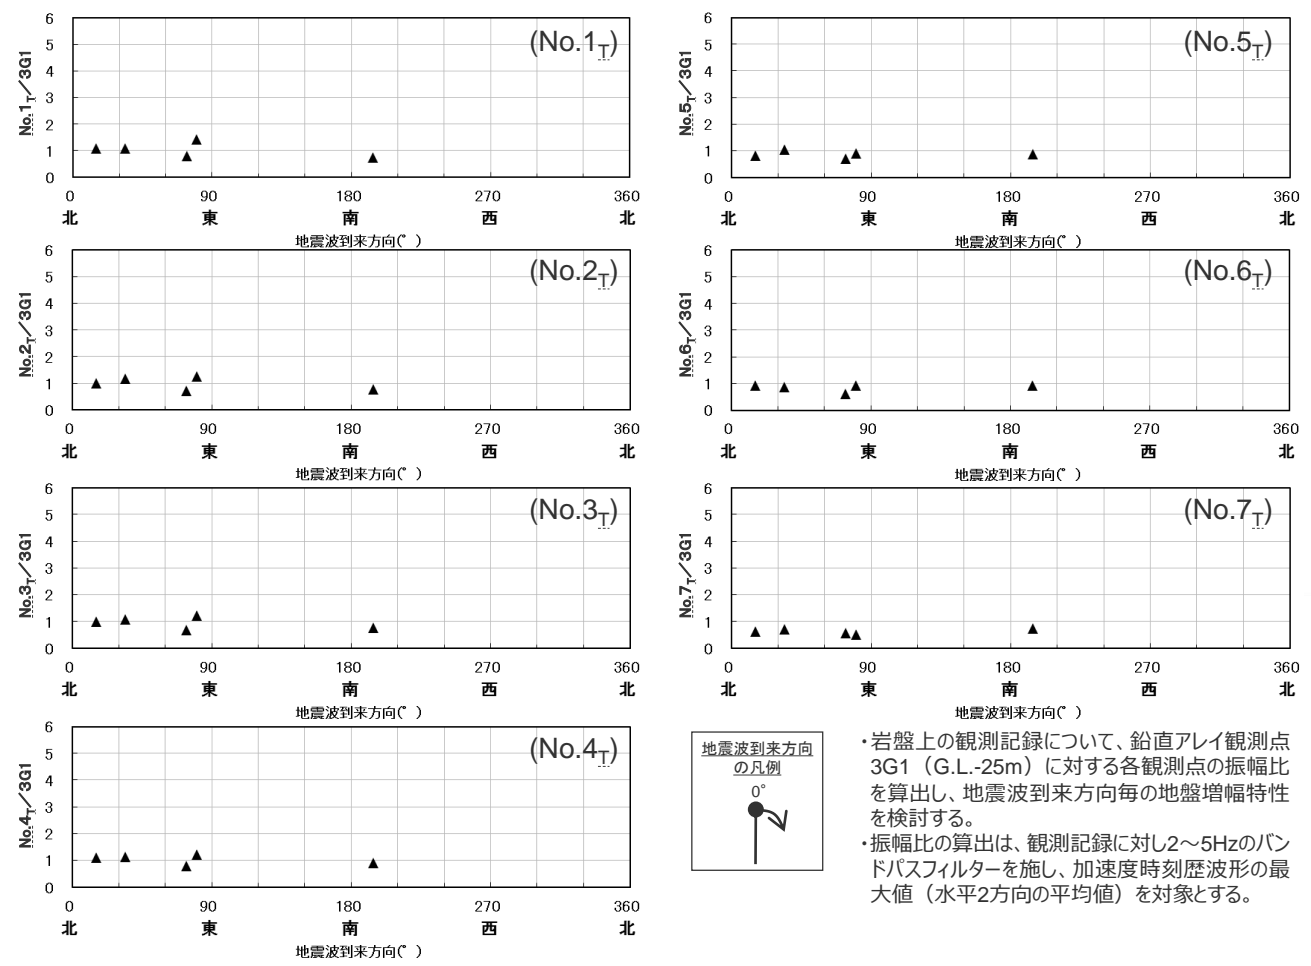 (No.1T)
No.1T／3G1
6
5
4
3
2
1
0
0 90 180 270 360
北 東 南 西 北
地震波到来方向(°)
(No.2T)
No.2T／3G1
6
5
4
3
2
1
0
0 90 180 270 360
北 東 南 西 北
地震波到来方向(°)
(No.3T)
No.3T／3G1
6
5
4
3
2
1
0
0 90 180 270 360
北 東 南 西 北
地震波到来方向(°)
(No.4T)
No.4T／3G1
6
5
4
3
2
1
0
0 90 180 270 360
北 東 南 西 北
地震波到来方向(°)
(No.5T)
No.5T／3G1
6
5
4
3
2
1
0
0 90 180 270 360
北 東 南 西 北
地震波到来方向(°)
(No.6T)
No.6T／3G1
6
5
4
3
2
1
0
0 90 180 270 360
北 東 南 西 北
地震波到来方向(°)
(No.7T)
No.7T／3G1
6
5
4
3
2
1
0
0 90 180 270 360
北 東 南 西 北
地震波到来方向(°)
地震波到来方向
の凡例
0°
・岩盤上の観測記録について、鉛直アレイ観測点
3G1（G.L.-25m）に対する各観測点の振幅比
を算出し、地震波到来方向毎の地盤増幅特性
を検討する。
・振幅比の算出は、観測記録に対し2～5Hzのバン
ドパスフィルターを施し、加速度時刻歴波形の最
大値（水平2方向の平均値）を対象とする。